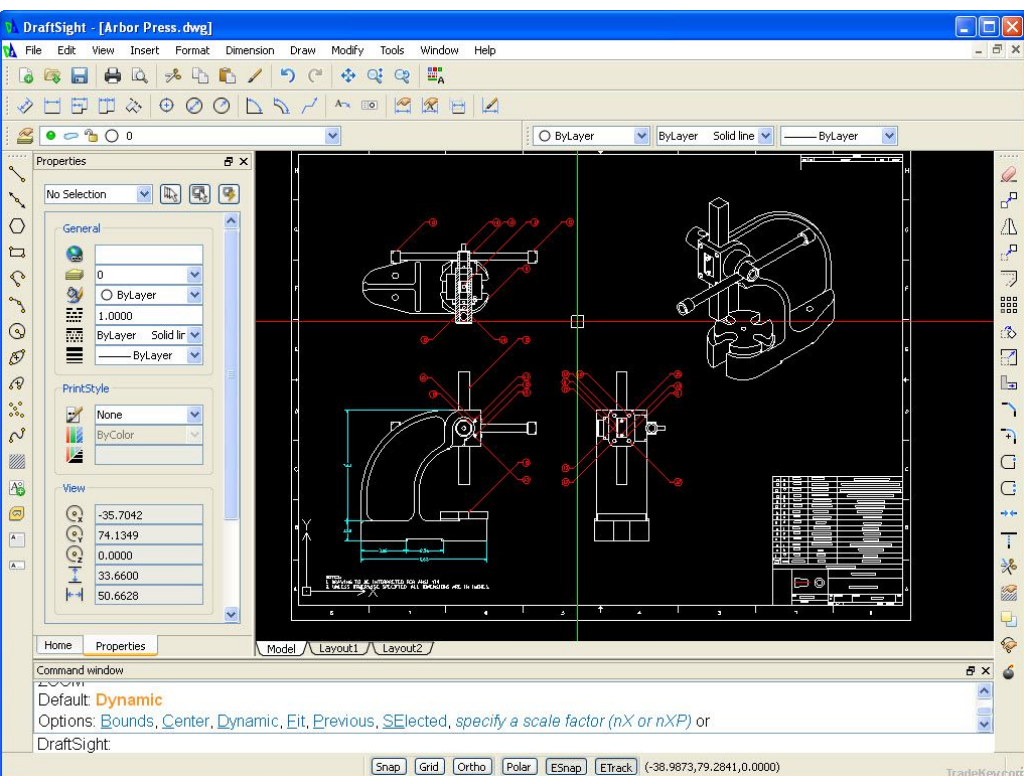 DraftSight - [Arbor Press.dwg]
File Edit View Insert Format Dimension Draw Modify Tools Window Help
0 ByLayer ByLayer Solid line ByLayer
Properties
No Selection
General
0
ByLayer
1.0000
ByLayer Solid lir
ByLayer
PrintStyle
None
ByColor
View
-35.7042
74.1349
0.0000
33.6600
50.6628
Y
X
NOTES:
Home Properties
Model Layout1 Layout2
Command window
ZOOM
Default: Dynamic
Options: Bounds, Center, Dynamic, Fit, Previous, SElected, specify a scale factor (nX or nXP) or
DraftSight:
Snap Grid Ortho Polar ESnap ETrack (-38.9873,79.2841,0.0000)
TradeKey.com